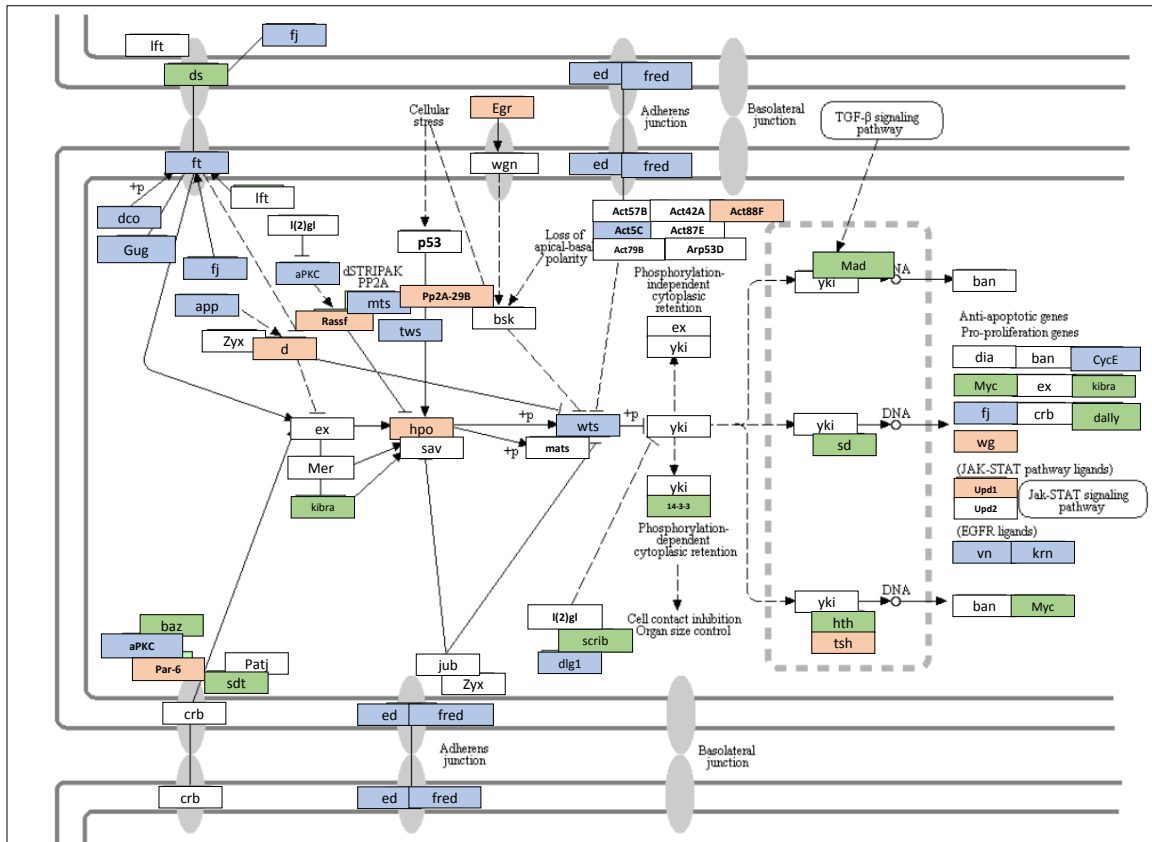 lft
fj
ds
ed
fred
Cellular
stress
Egr
Adherens
junction
Basolateral
junction
TGF-β signaling
pathway
ft
wgn
ed
fred
+p
lft
dco
Gug
fj
l(2)gl
p53
Act57B
Act42A
Act88F
Act5C
Act87E
Act79B
Arp53D
Loss of
apical-basal
polarity
aPKC
dSTRIPAK
PP2A
mts
Pp2A-29B
Phosphorylation-
independent
cytoplasmic
retention
Mad
yki
NA
ban
app
Rassf
tws
bsk
Zyx
d
ex
yki
Anti-apoptotic genes
Pro-proliferation genes
dia
ban
CycE
Myc
ex
kibra
fj
crb
dally
wg
ex
hpo
sav
+p
+p
wts
mats
+p
yki
yki
sd
DNA
Mer
kibra
yki
14-3-3
Phosphorylation-
dependent
cytoplasic retention
(JAK-STAT pathway ligands)
Upd1
Upd2
Jak-STAT signaling
pathway
(EGFR ligands)
vn
krn
Cell contact inhibition
Organ size control
yki
hth
tsh
DNA
ban
Myc
baz
aPKC
Par-6
Patj
sdt
jub
Zyx
l(2)gl
scrib
dlg1
crb
ed
fred
Adherens
junction
Basolateral
junction
crb
ed
fred